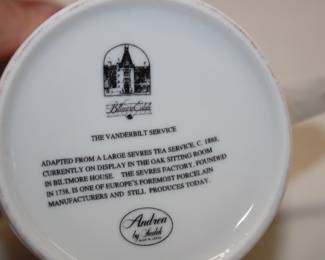 Biltmore Estate
THE VANDERBILT SERVICE
ADAPTED FROM A LARGE SEVRES TEA SERVICE, C. 1888,
CURRENTLY ON DISPLAY IN THE OAK SITTING ROOM
IN BILTMORE HOUSE. THE SEVRES FACTORY, FOUNDED
IN 1738, IS ONE OF EUROPE'S FOREMOST PORCELAIN
MANUFACTURERS AND STILL PRODUCES TODAY.
Andrea
by Sadek